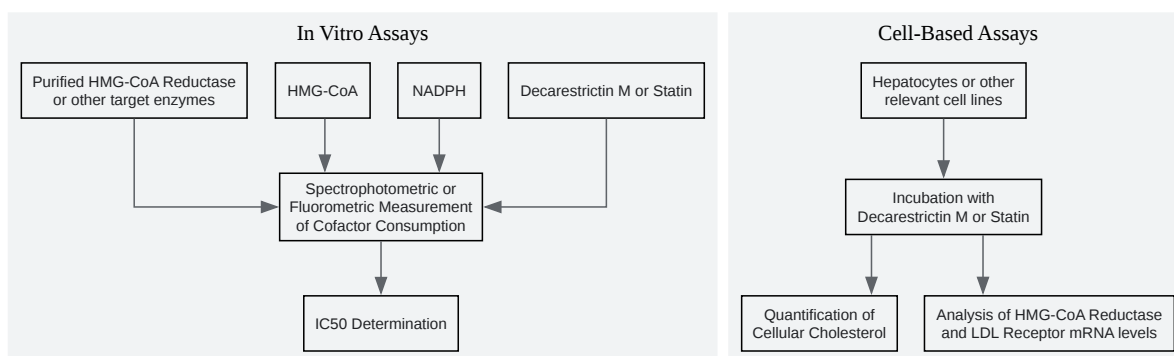 In Vitro Assays
Purified HMG-CoA Reductase
or other target enzymes
HMG-CoA
NADPH
Decarestrictin M or Statin
Spectrophotometric or
Fluorometric Measurement
of Cofactor Consumption
IC50 Determination
Cell-Based Assays
Hepatocytes or other
relevant cell lines
Incubation with
Decarestrictin M or Statin
Quantification of
Cellular Cholesterol
Analysis of HMG-CoA Reductase
and LDL Receptor mRNA levels